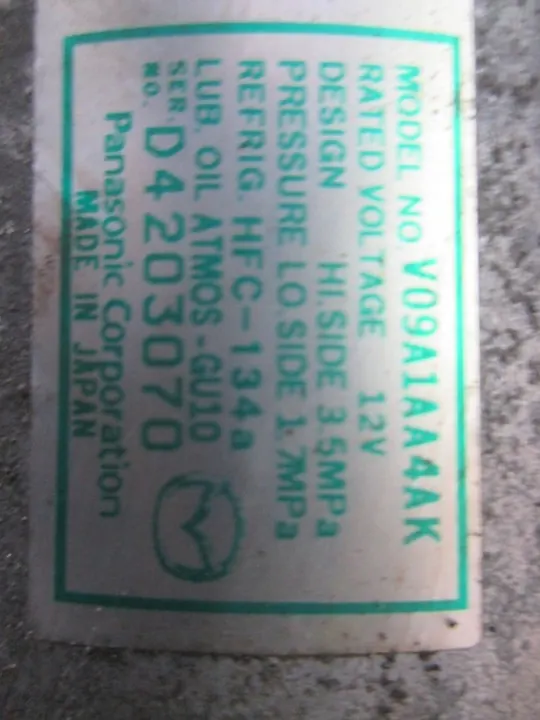 MODEL NO V09A1AA4AK
RATED VOLTAGE 12V
DESIGN HI.SIDE 3.5MPa
PRESSURE LO.SIDE 1.7MPa
REFRIG. HFC-134a
LUB. OIL ATMOS-GU10
SER. NO. D4203070
Panasonic Corporation
MADE IN JAPAN